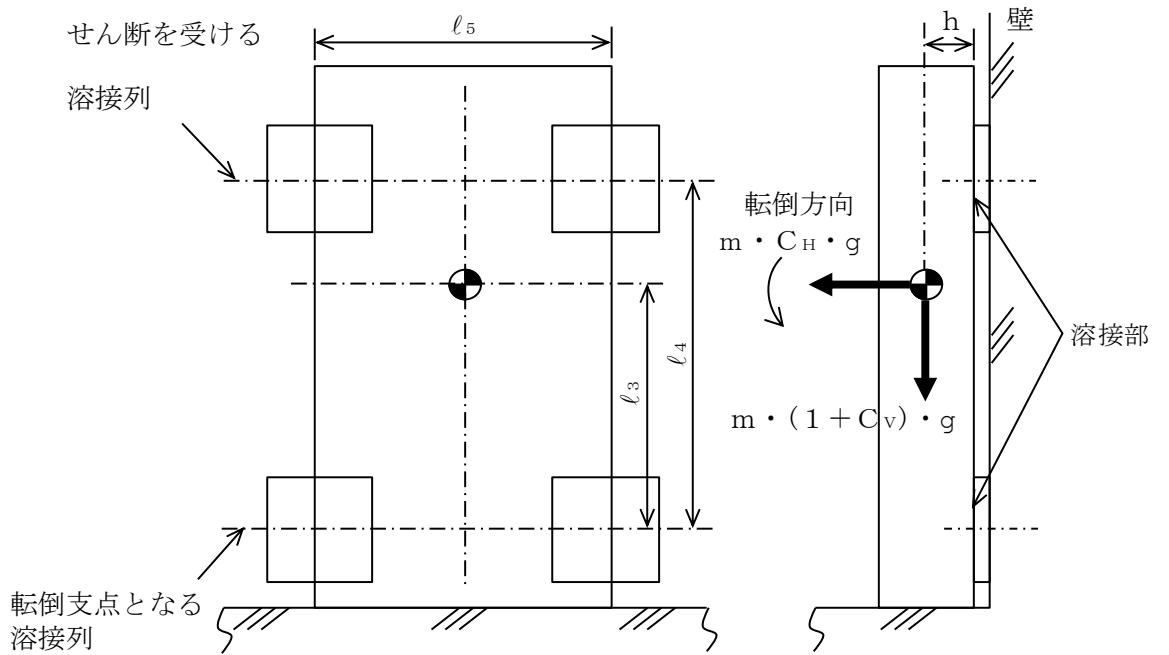 せん断を受ける
溶接列
ℓ5
h
壁
転倒方向
m・CH・g
ℓ4
ℓ3
溶接部
m・(1+CV)・g
転倒支点となる
溶接列